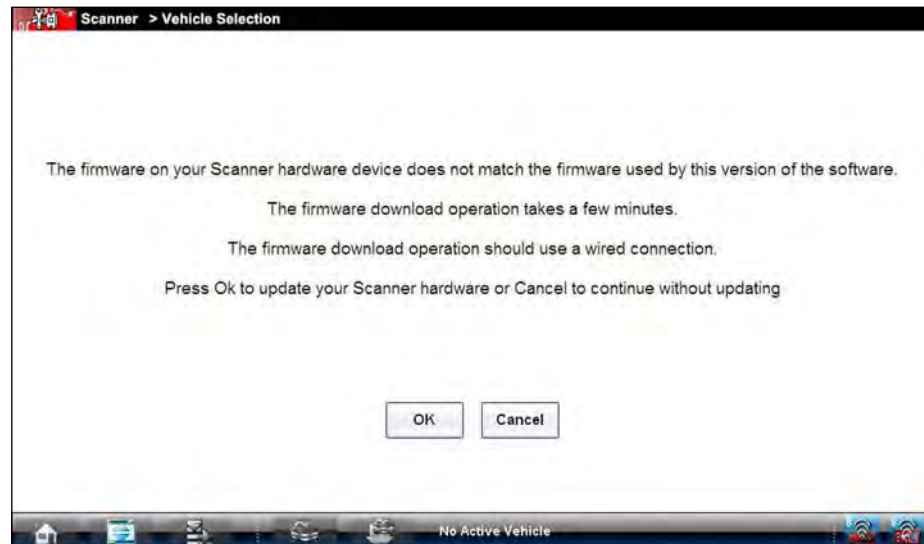 Scanner > Vehicle Selection
The firmware on your Scanner hardware device does not match the firmware used by this version of the software.
The firmware download operation takes a few minutes.
The firmware download operation should use a wired connection.
Press Ok to update your Scanner hardware or Cancel to continue without updating
OK Cancel
No Active Vehicle